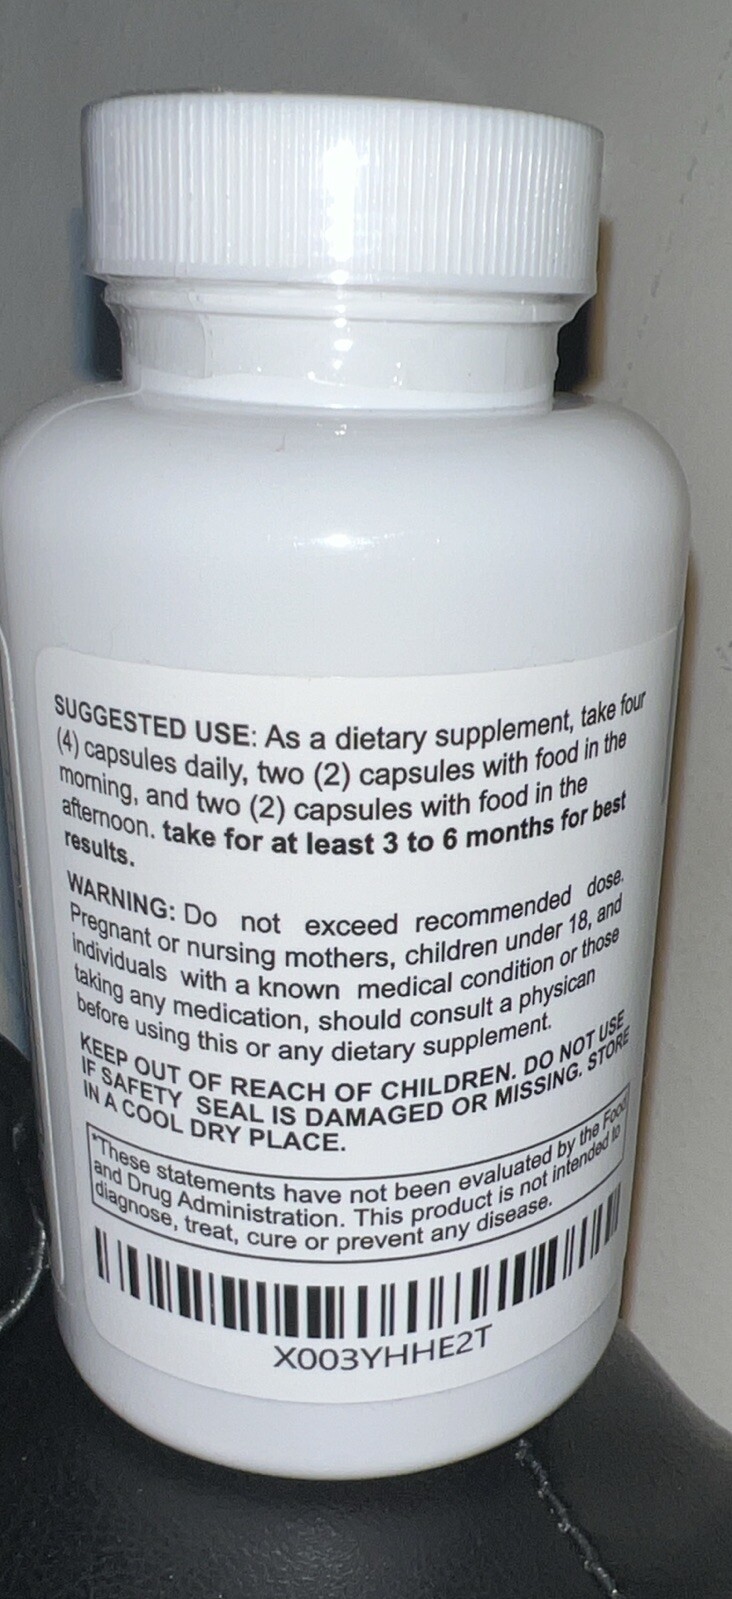 SUGGESTED USE: As a dietary supplement, take four
(4) capsules daily, two (2) capsules with food in the
morning, and two (2) capsules with food in the
afternoon. take for at least 3 to 6 months for best
results.
WARNING: Do not exceed recommended dose.
Pregnant or nursing mothers, children under 18, and
individuals with a known medical condition or those
taking any medication, should consult a physican
before using this or any dietary supplement.
KEEP OUT OF REACH OF CHILDREN. DO NOT USE
IF SAFETY SEAL IS DAMAGED OR MISSING. STORE
IN A COOL DRY PLACE.
*These statements have not been evaluated by the Food
and Drug Administration. This product is not intended to
diagnose, treat, cure or prevent any disease.
X003YHHE2T